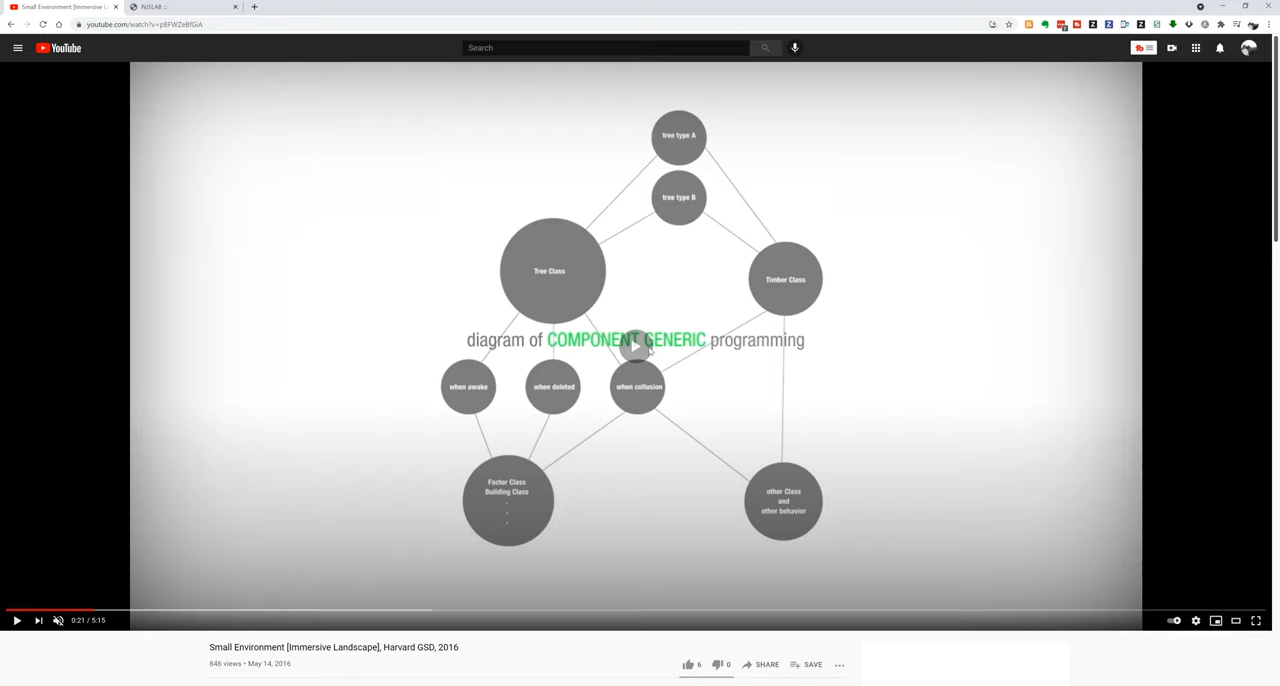 Small Environment [Immersive L
NJSLAB ::
youtube.com/watch?v=pBFWZeBfGiA
YouTube
Search
tree type A
tree type B
Tree Class
Timber Class
diagram of COMPONENT GENERIC programming
when awake
when deleted
when collusion
Factor Class
Building Class
.
.
.
other Class
and
other behavior
0:21 / 5:15
Small Environment [Immersive Landscape], Harvard GSD, 2016
846 views • May 14, 2016
6
0
SHARE
SAVE